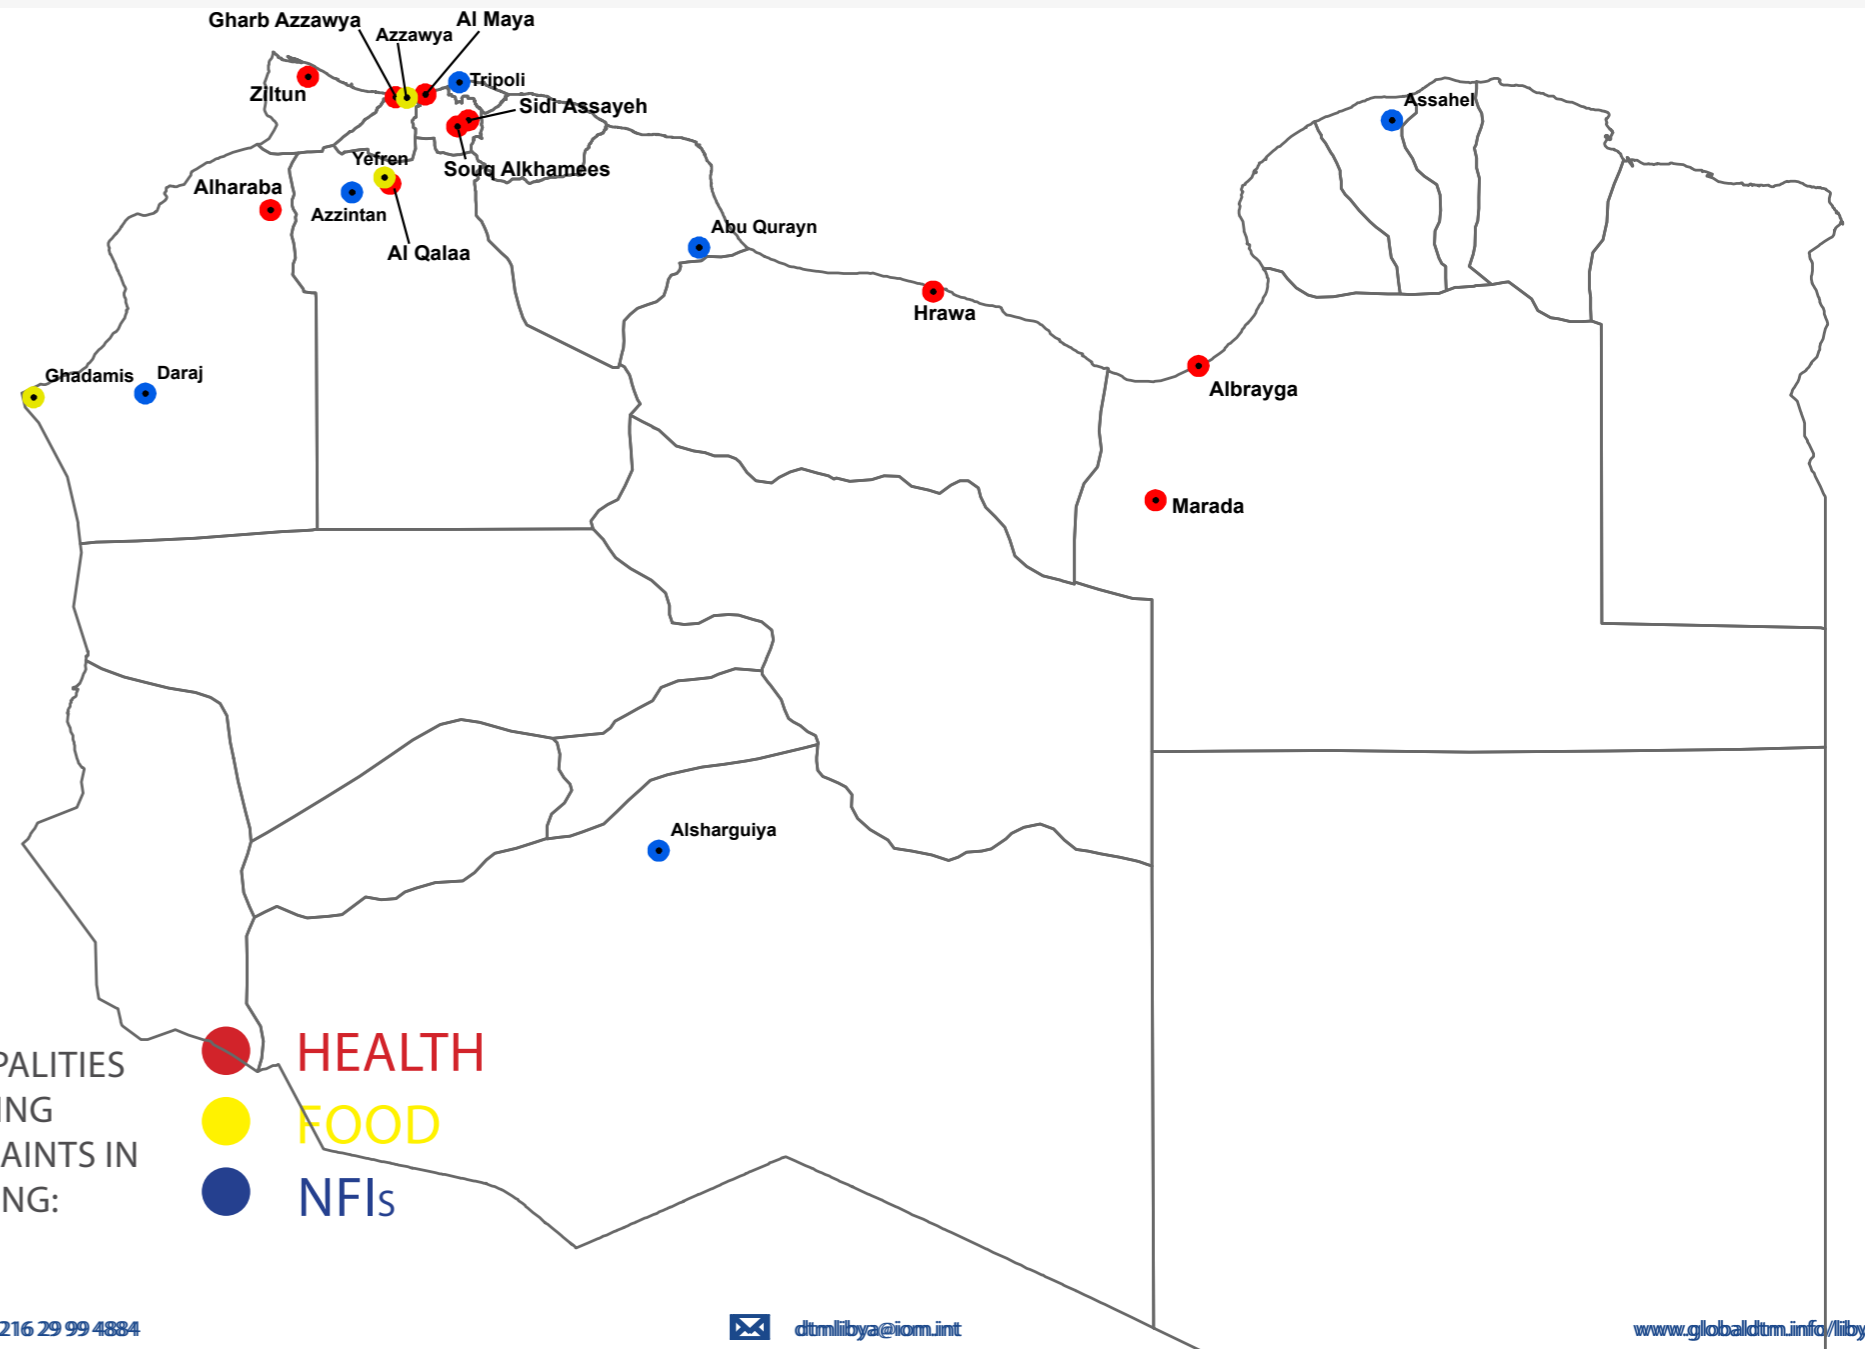 Gharb Azzawya
Azzawya
Al Maya
Tripoli
Ziltun
Sidi Assayeh
Assahel
Yefren
Souq Alkhamees
Alharaba
Azzintan
Al Qalaa
Abu Qurayn
Hrawa
Ghadamis
Daraj
Albrayga
Marada
Alsharguiya
PALITIES
ING
AINTS IN
NG:
HEALTH
FOOD
NFIs
216 29 99 4884
dtmlibya@iom.int
www.globaldtm.info/liby